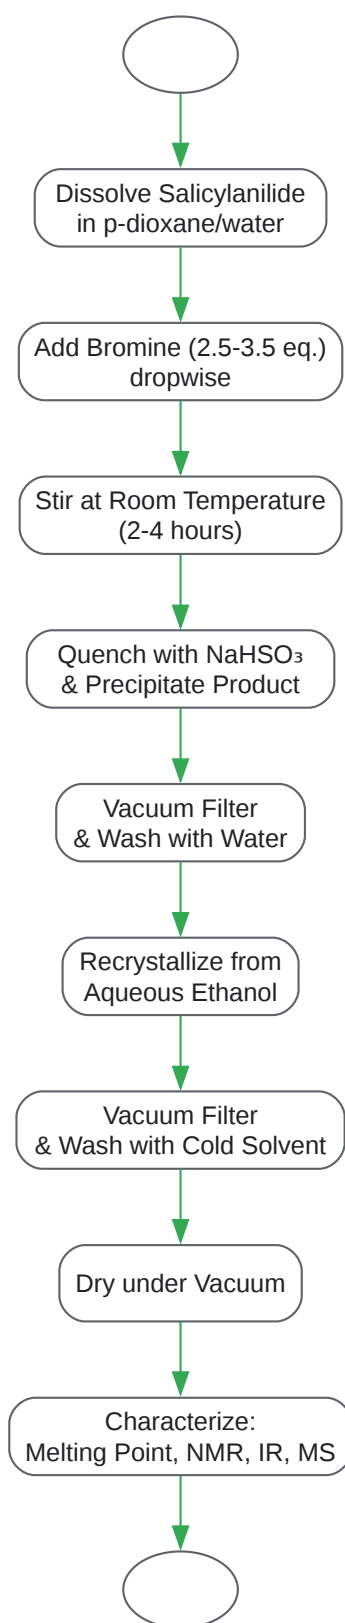 Dissolve Salicylanilide
in p-dioxane/water
Add Bromine (2.5-3.5 eq.)
dropwise
Stir at Room Temperature
(2-4 hours)
Quench with NaHSO₃
& Precipitate Product
Vacuum Filter
& Wash with Water
Recrystallize from
Aqueous Ethanol
Vacuum Filter
& Wash with Cold Solvent
Dry under Vacuum
Characterize:
Melting Point, NMR, IR, MS